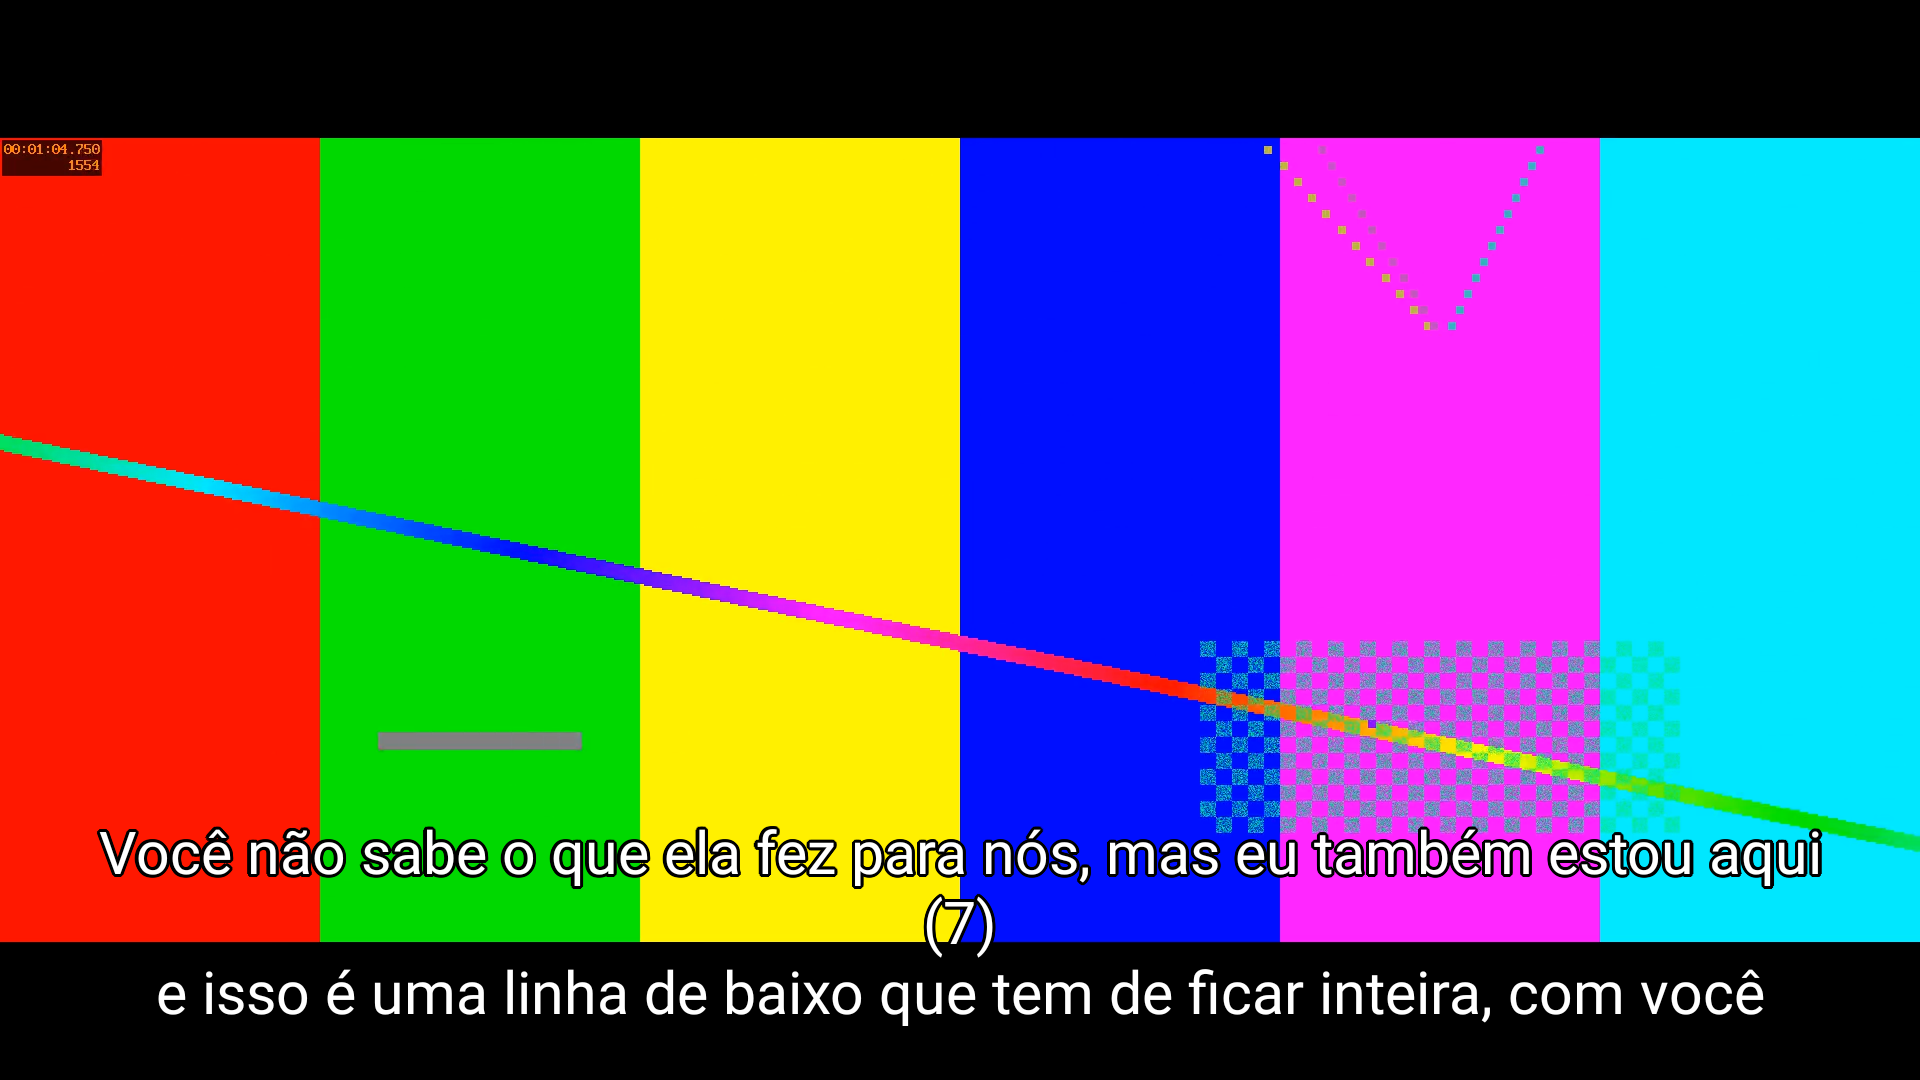 00:01:04.750
1554
Você não sabe o que ela fez para nós, mas eu também estou aqui
(7)
e isso é uma linha de baixo que tem de ficar inteira, com você